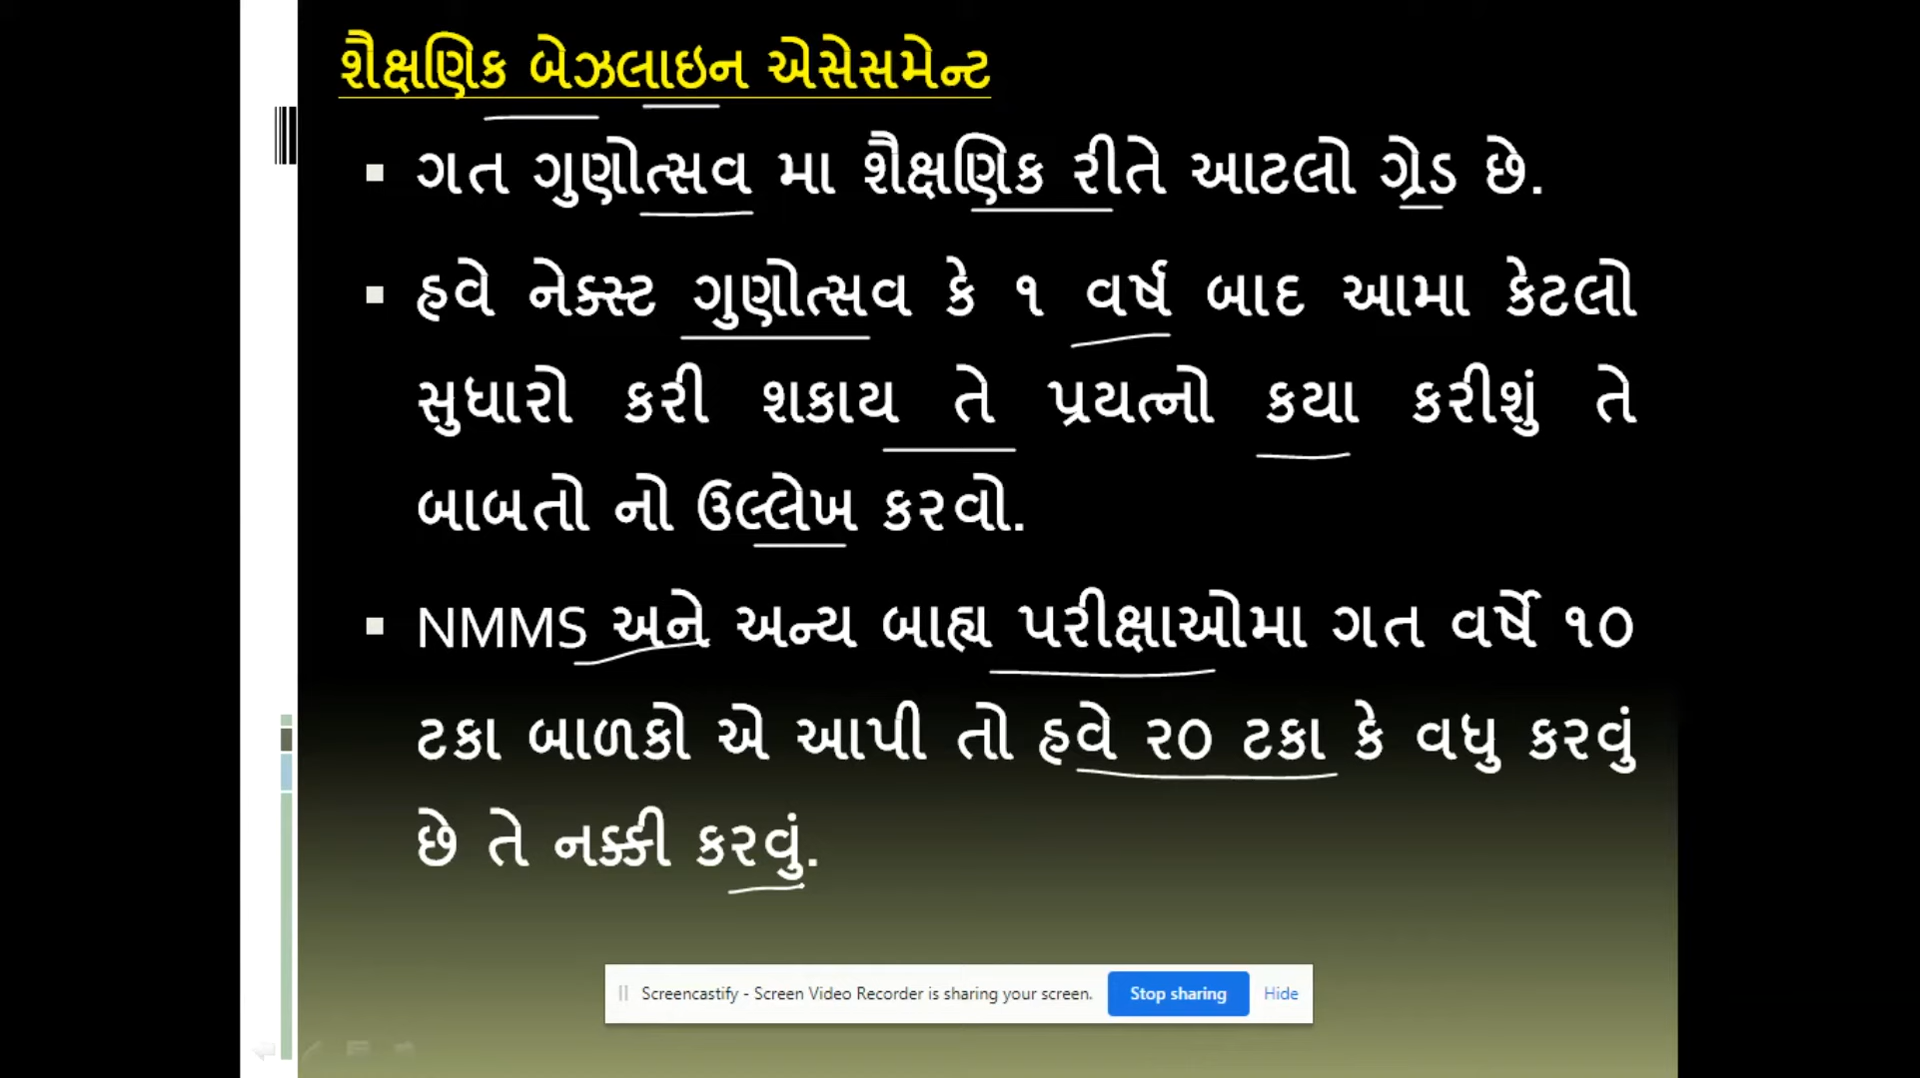 શૈક્ષણિક બેઝલાઇન એસેસમેન્ટ
▪ ગત ગુણોત્સવ મા શૈક્ષણિક રીતે આટલો ગ્રેડ છે.
▪ હવે નેક્સ્ટ ગુણોત્સવ કે ૧ વર્ષ બાદ આમા કેટલો
સુધારો કરી શકાય તે પ્રયત્નો કયા કરીશું તે
બાબતો નો ઉલ્લેખ કરવો.
▪ NMMS અને અન્ય બાહ્ય પરીક્ષાઓમા ગત વર્ષે ૧૦
ટકા બાળકો એ આપી તો હવે ૨૦ ટકા કે વધુ કરવું
છે તે નક્કી કરવું.
Screencastify - Screen Video Recorder is sharing your screen. Stop sharing Hide